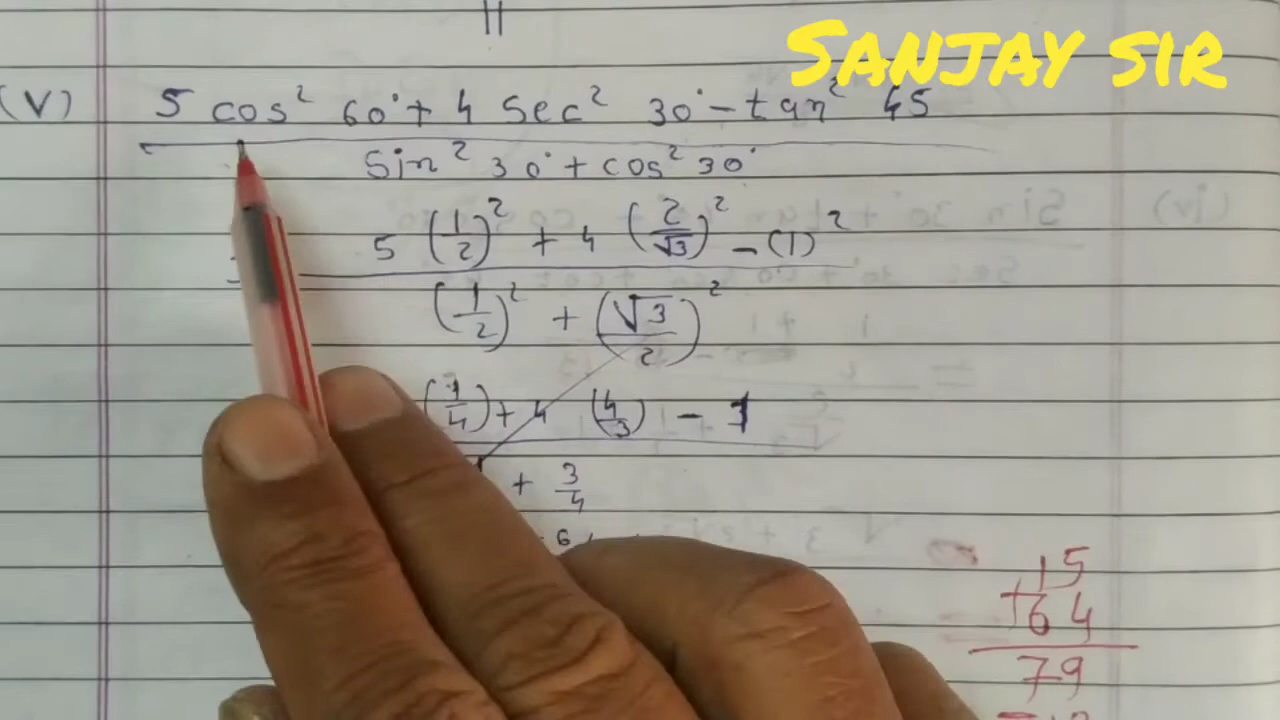 SANJAY SIR
(V) 5 cos² 60° + 4 Sec² 30° - tan² 45
Sin² 30° + cos² 30°
5 (1/2)² + 4 (2/√3)² - (1)²
(1/2)² + (√3/2)²
(1/4) + 4 (4/3) - 1
+ 3/4
15
+64
79